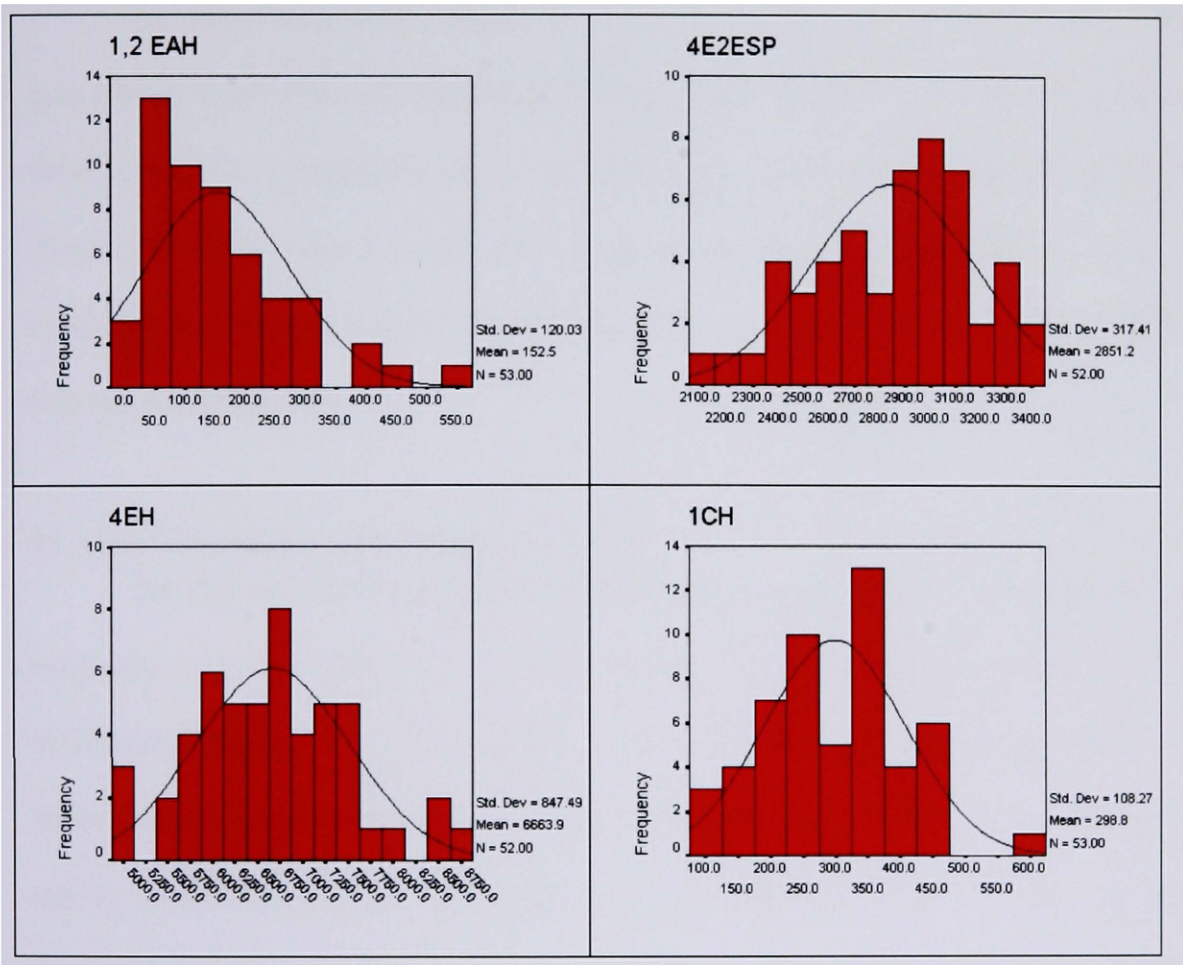 1,2 EAH
14
12
10
8
6
4
2
0
Frequency
Std. Dev = 120.03
Mean = 152.5
N = 53.00
0.0 100.0 200.0 300.0 400.0 500.0
50.0 150.0 250.0 350.0 450.0 550.0
4E2ESP
10
8
6
4
2
0
Frequency
Std. Dev = 317.41
Mean = 2851.2
N = 52.00
2100.0 2300.0 2500.0 2700.0 2900.0 3100.0 3300.0
2200.0 2400.0 2600.0 2800.0 3000.0 3200.0 3400.0
4EH
10
8
6
4
2
0
Frequency
Std. Dev = 847.49
Mean = 6663.9
N = 52.00
5000.0 5250.0 5500.0 5750.0 6000.0 6250.0 6500.0 6750.0 7000.0 7250.0 7500.0 7750.0 8000.0 8250.0 8500.0 8750.0
1CH
14
12
10
8
6
4
2
0
Frequency
Std. Dev = 108.27
Mean = 298.8
N = 53.00
100.0 200.0 300.0 400.0 500.0 600.0
150.0 250.0 350.0 450.0 550.0